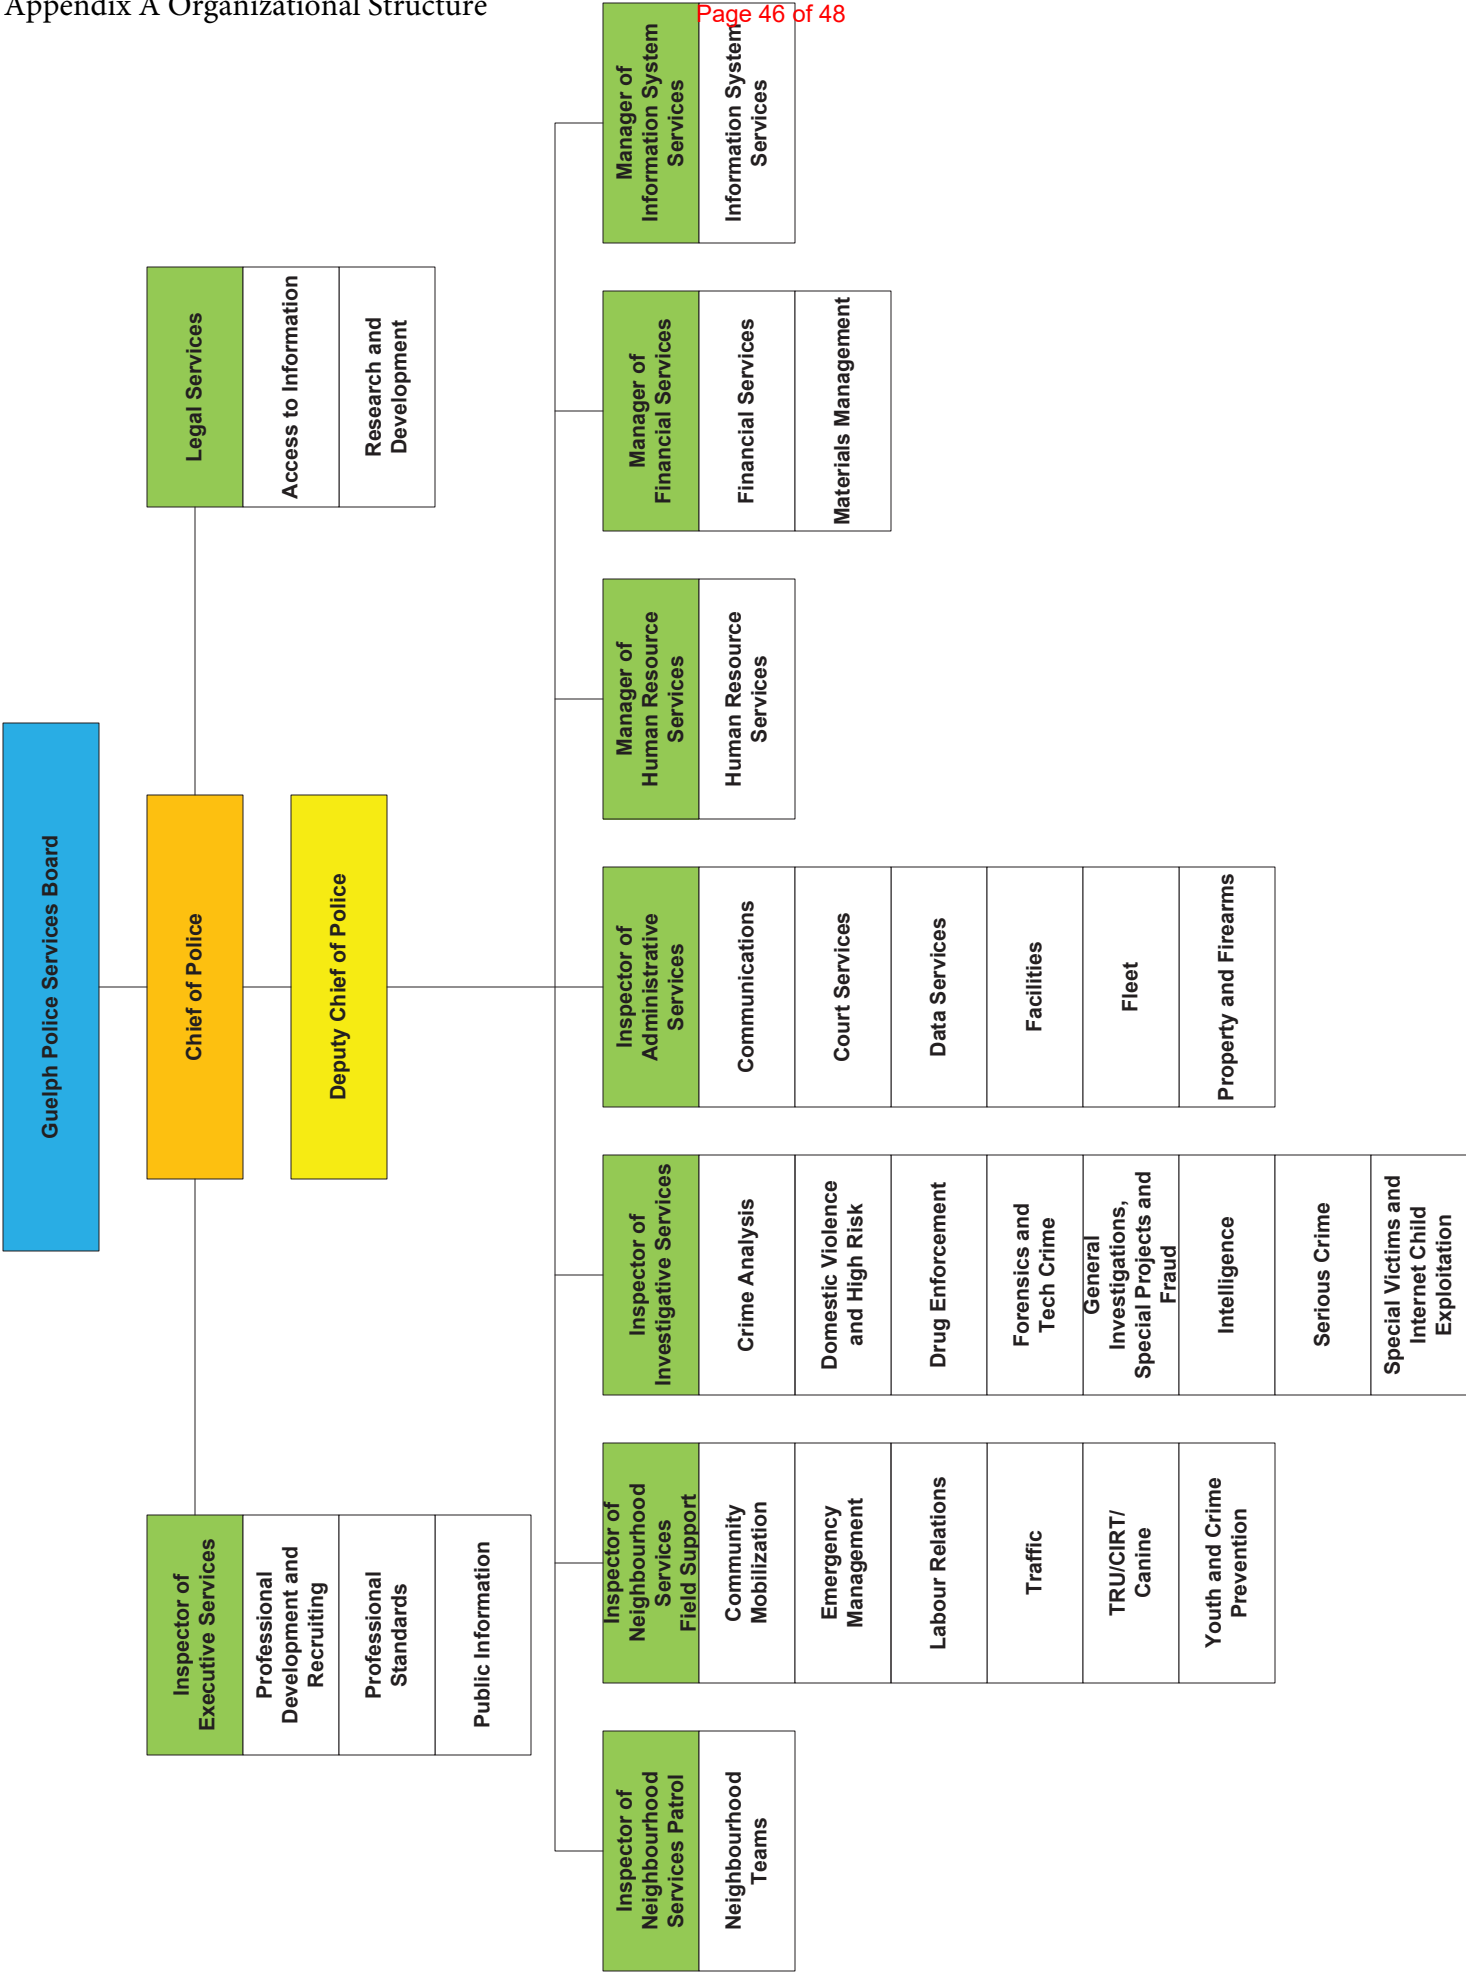 Appendix A Organizational Structure
Page 46 of 48
Guelph Police Services Board
Chief of Police
Deputy Chief of Police
Inspector of
Executive Services
Professional
Development and
Recruiting
Professional
Standards
Public Information
Legal Services
Access to Information
Research and
Development
Inspector of
Neighbourhood
Services Patrol
Neighbourhood
Teams
Inspector of
Neighbourhood
Services
Field Support
Community
Mobilization
Emergency
Management
Labour Relations
Traffic
TRU/CIRT/
Canine
Youth and Crime
Prevention
Inspector of
Investigative Services
Crime Analysis
Domestic Violence
and High Risk
Drug Enforcement
Forensics and
Tech Crime
General
Investigations,
Special Projects and
Fraud
Intelligence
Serious Crime
Special Victims and
Internet Child
Exploitation
Inspector of
Administrative
Services
Communications
Court Services
Data Services
Facilities
Fleet
Property and Firearms
Manager of
Human Resource
Services
Human Resource
Services
Manager of
Financial Services
Financial Services
Materials Management
Manager of
Information System
Services
Information System
Services